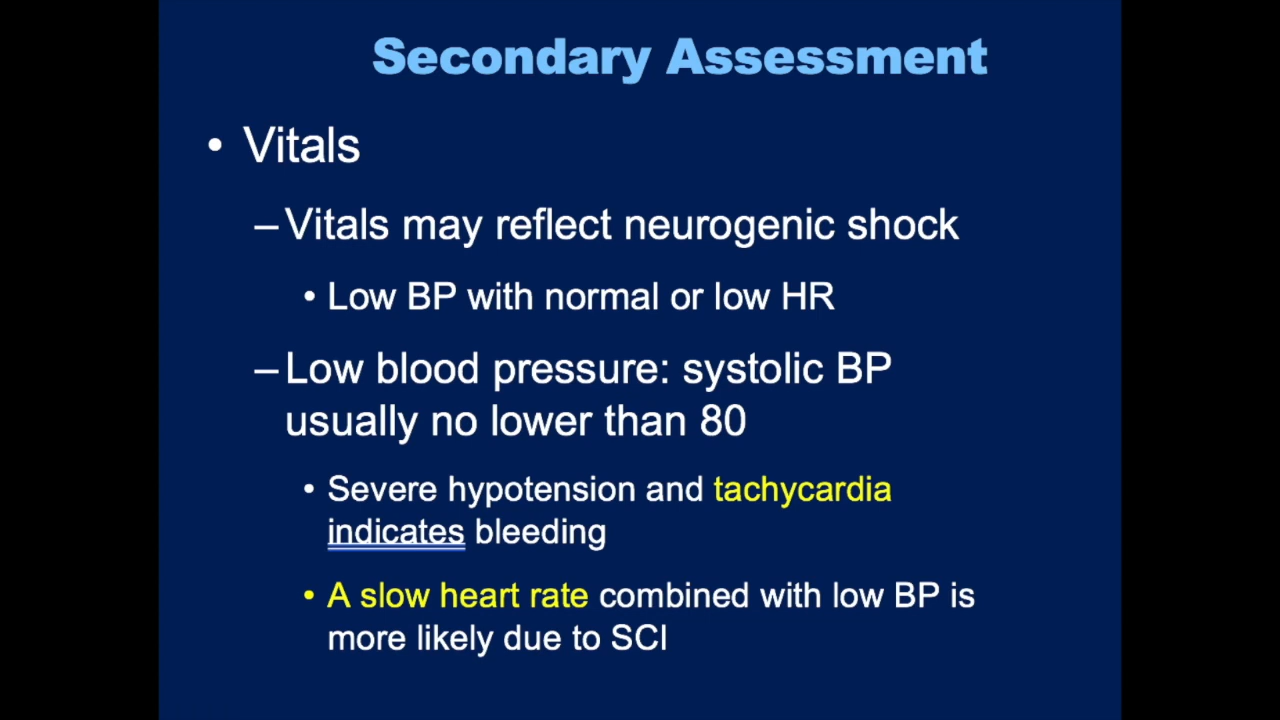 Secondary Assessment
• Vitals
–Vitals may reflect neurogenic shock
• Low BP with normal or low HR
–Low blood pressure: systolic BP
usually no lower than 80
• Severe hypotension and tachycardia
indicates bleeding
• A slow heart rate combined with low BP is
more likely due to SCI